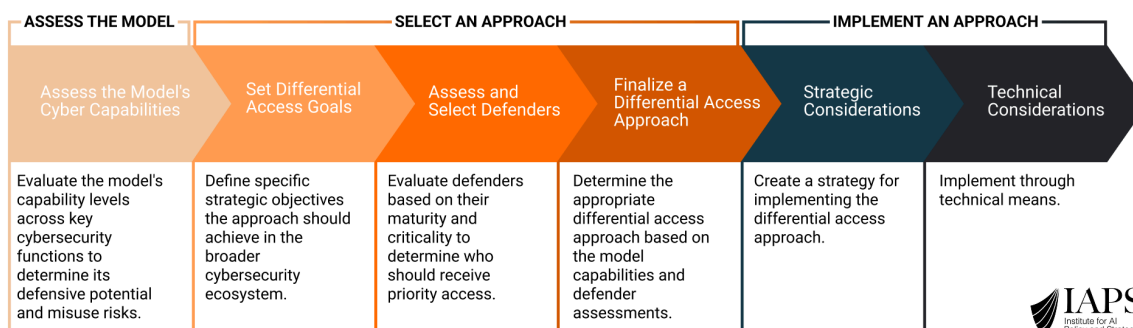 ASSESS THE MODEL
SELECT AN APPROACH
IMPLEMENT AN APPROACH
Assess the Model's
Cyber Capabilities
Set Differential
Access Goals
Assess and
Select Defenders
Finalize a
Differential Access
Approach
Strategic
Considerations
Technical
Considerations
Evaluate the model's
capability levels
across key
cybersecurity
functions to
determine its
defensive potential
and misuse risks.
Define specific
strategic objectives
the approach should
achieve in the
broader
cybersecurity
ecosystem.
Evaluate defenders
based on their
maturity and
criticality to
determine who
should receive
priority access.
Determine the
appropriate
differential access
approach based on
the model
capabilities and
defender
assessments.
Create a strategy for
implementing the
differential access
approach.
Implement through
technical means.
IAPS
Institute for AI